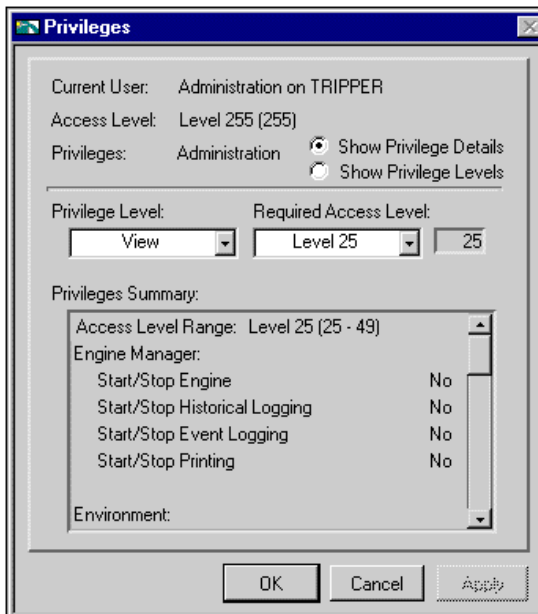 Privileges
Current User: Administration on TRIPPER
Access Level: Level 255 (255)
Privileges: Administration
Show Privilege Details
Show Privilege Levels
Privilege Level: Required Access Level:
View Level 25 25
Privileges Summary:
Access Level Range: Level 25 (25 - 49)
Engine Manager:
Start/Stop Engine No
Start/Stop Historical Logging No
Start/Stop Event Logging No
Start/Stop Printing No
Environment:
OK Cancel Apply